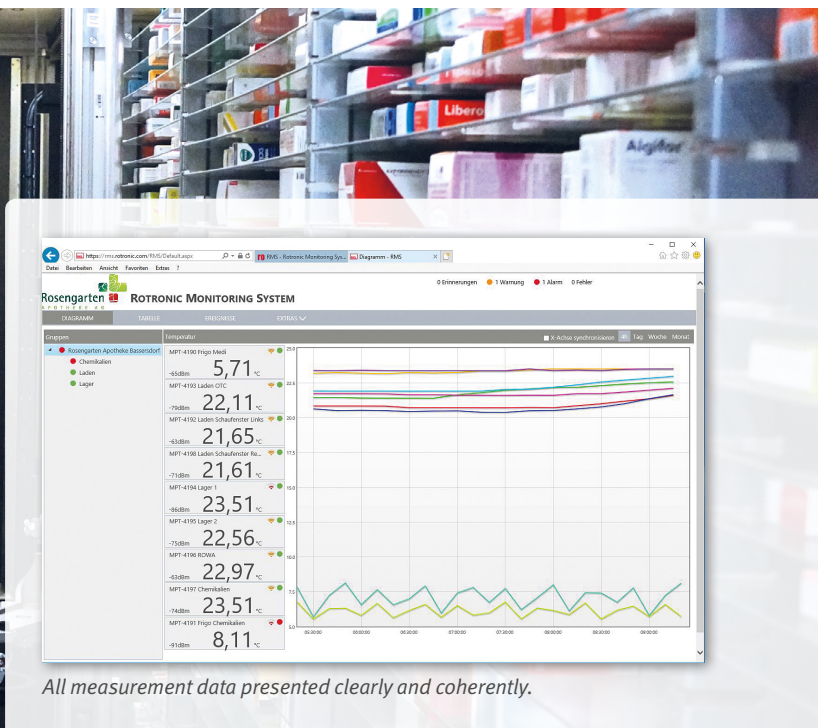 Libero
Algifor
https://rms.rotronic.com/RMS/Default.aspx
RMS - Rotronic Monitoring Sys...
Diagramm - RMS
Datei Bearbeiten Ansicht Favoriten Extras ?
0 Erinnerungen 1 Warnung 1 Alarm 0 Fehler
Rosengarten
APOTHEKE AG
ROTRONIC MONITORING SYSTEM
DIAGRAMM TABELLE EREIGNISSE EXTRAS
Gruppen
Rosengarten Apotheke Bassersdorf
Chemikalien
Laden
Lager
Temperatur
X-Achse synchronisieren 4h Tag Woche Monat
MPT-4190 Frigo Medi
-65dBm 5,71 °C
MPT-4193 Laden OTC
-79dBm 22,11 °C
MPT-4192 Laden Schaufenster Links
-63dBm 21,65 °C
MPT-4198 Laden Schaufenster Re...
-71dBm 21,61 °C
MPT-4194 Lager 1
-86dBm 23,51 °C
MPT-4195 Lager 2
-75dBm 22,56 °C
MPT-4196 ROWA
-63dBm 22,97 °C
MPT-4197 Chemikalien
-74dBm 23,51 °C
MPT-4191 Frigo Chemikalien
-91dBm 8,11 °C
25.0
22.5
20.0
17.5
15.0
12.5
10.0
7.5
5.0
05:30:00 06:00:00 06:30:00 07:00:00 07:30:00 08:00:00 08:30:00 09:00:00
All measurement data presented clearly and coherently.